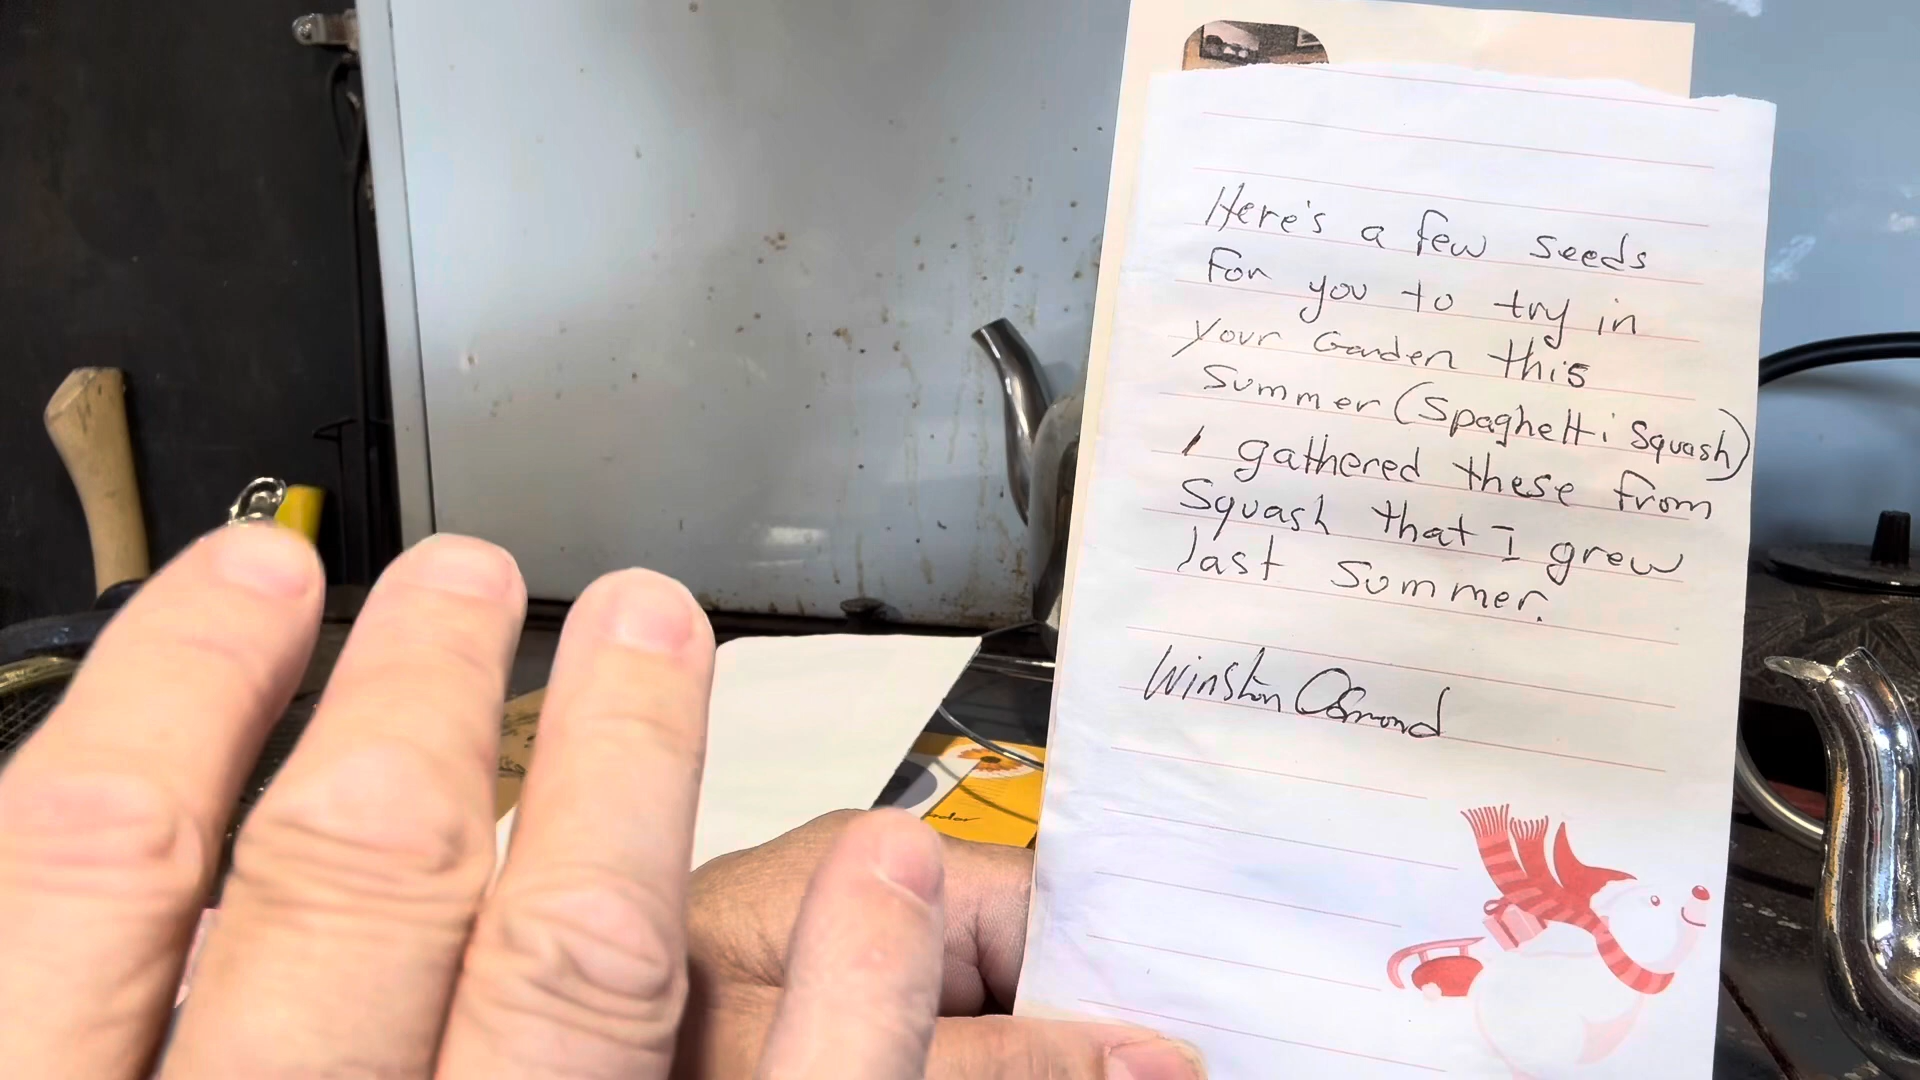 Here's a few seeds
For you to try in
your Garden this
Summer (Spaghetti Squash)
I gathered these from
Squash that I grew
last Summer.
Winston Osmond